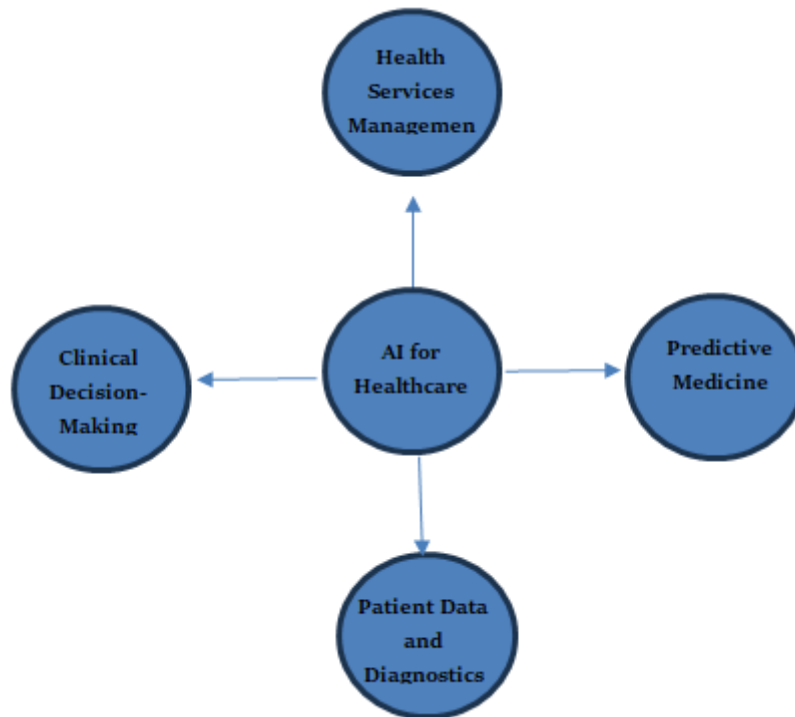 Health
Services
Managemen
Clinical
Decision-
Making
AI for
Healthcare
Predictive
Medicine
Patient Data
and
Diagnostics